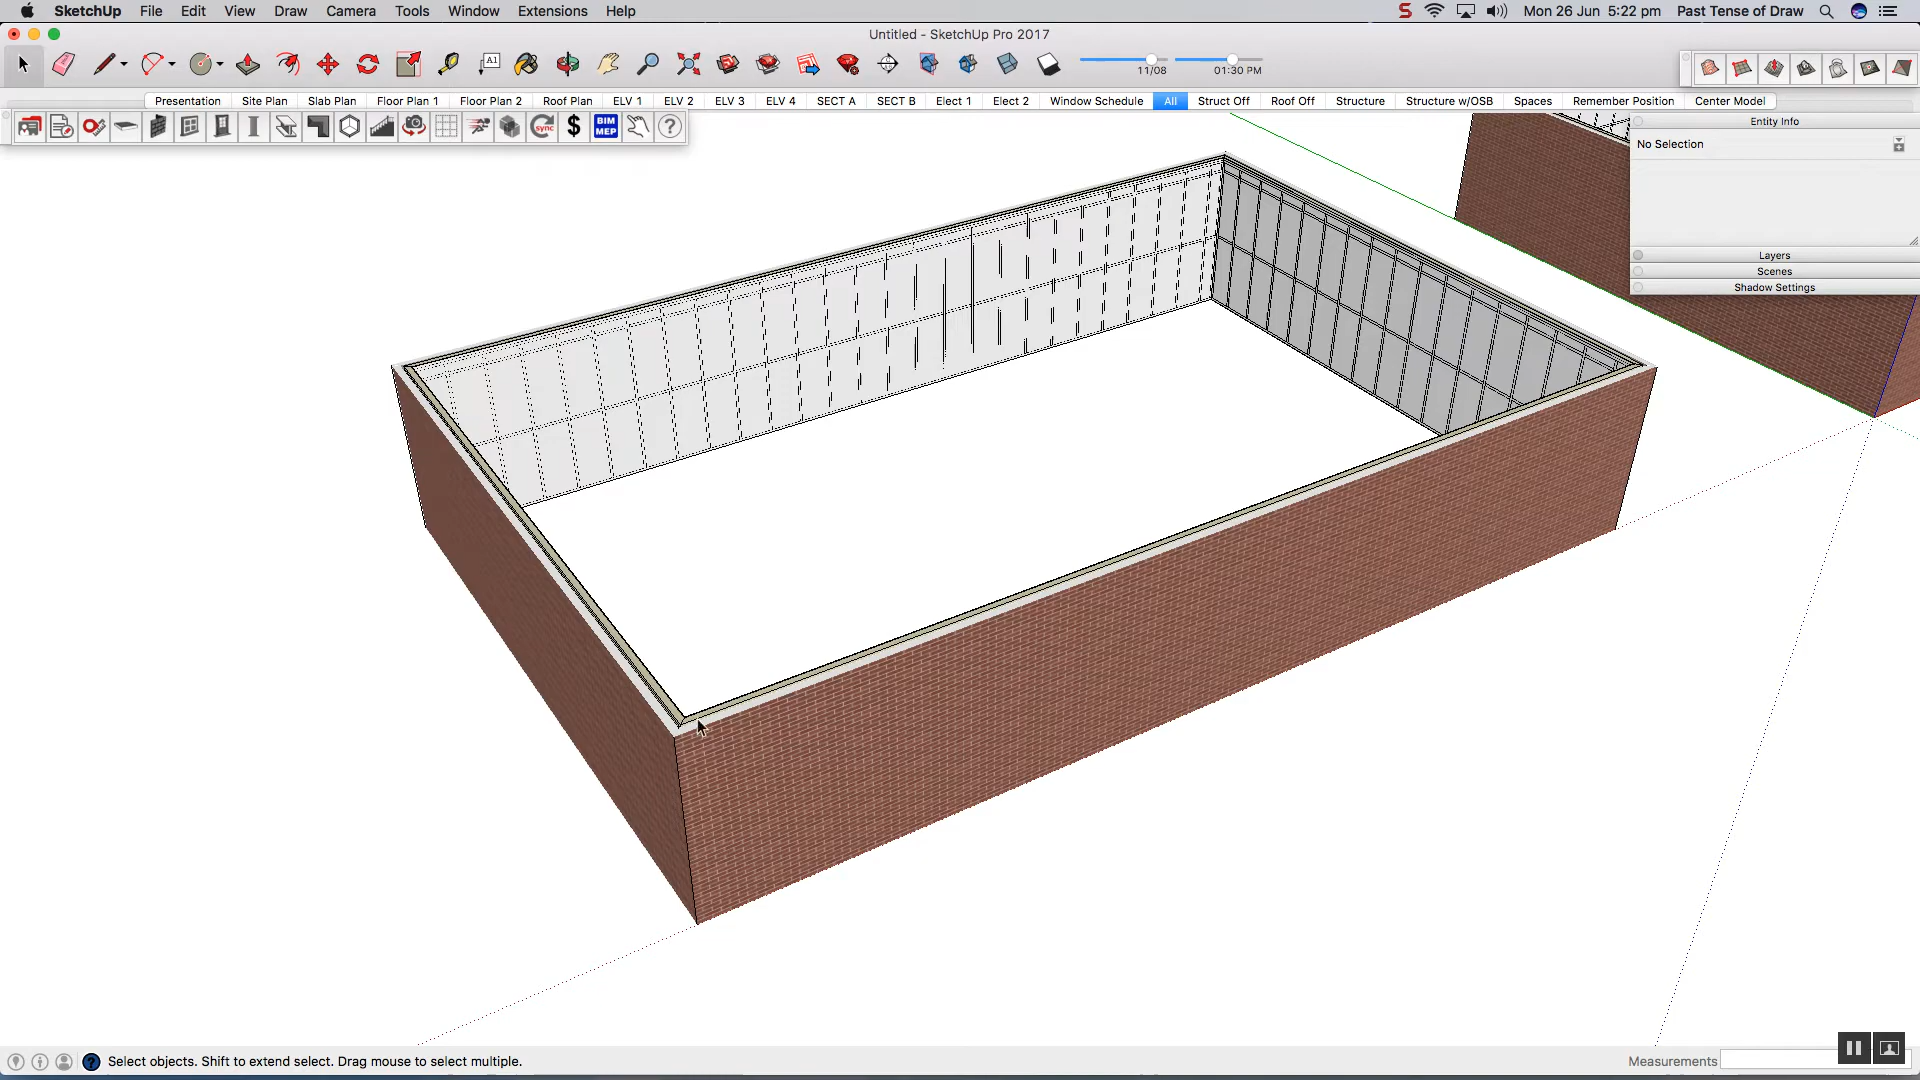 SketchUp File Edit View Draw Camera Tools Window Extensions Help Mon 26 Jun 5:22 pm Past Tense of Draw
Untitled - SketchUp Pro 2017
A1
11/08 01:30 PM
Presentation Site Plan Slab Plan Floor Plan 1 Floor Plan 2 Roof Plan ELV 1 ELV 2 ELV 3 ELV 4 SECT A SECT B Elect 1 Elect 2 Window Schedule All Struct Off Roof Off Structure Structure w/OSB Spaces Remember Position Center Model
sync $ BIM MEP ?
Entity Info
No Selection
Layers
Scenes
Shadow Settings
? Select objects. Shift to extend select. Drag mouse to select multiple. Measurements